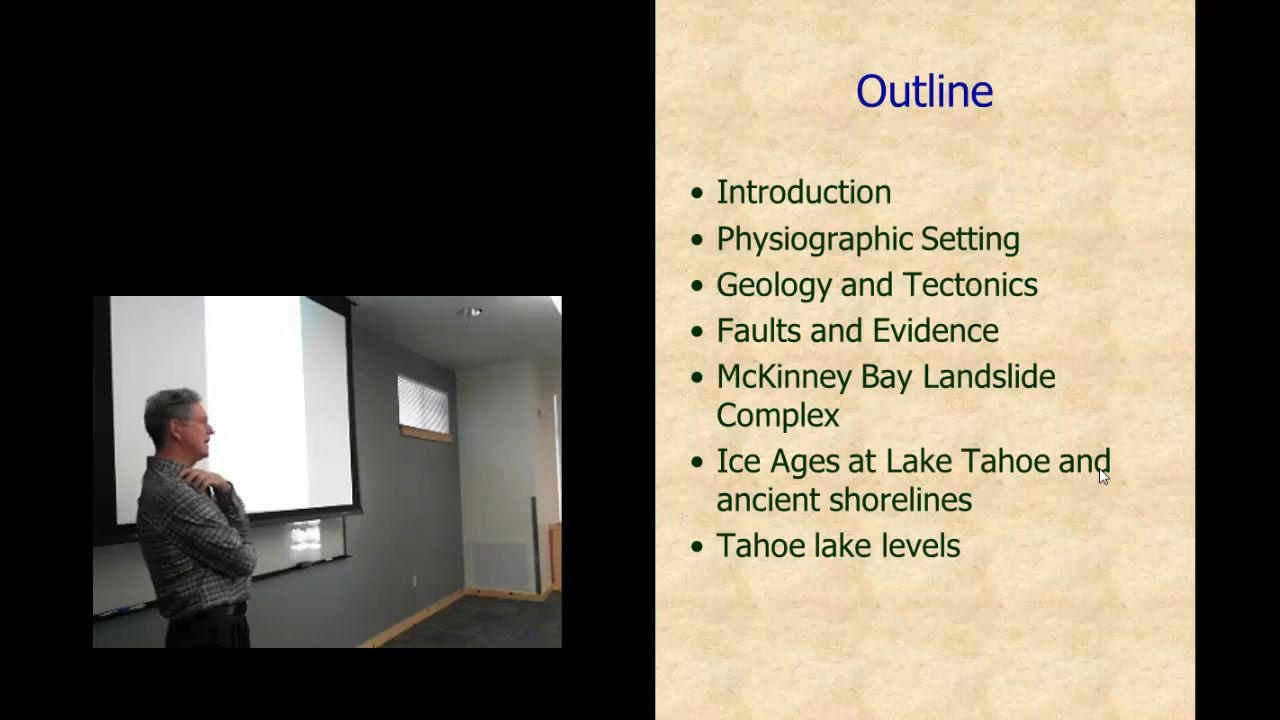 Outline
• Introduction
• Physiographic Setting
• Geology and Tectonics
• Faults and Evidence
• McKinney Bay Landslide
Complex
• Ice Ages at Lake Tahoe and
ancient shorelines
• Tahoe lake levels